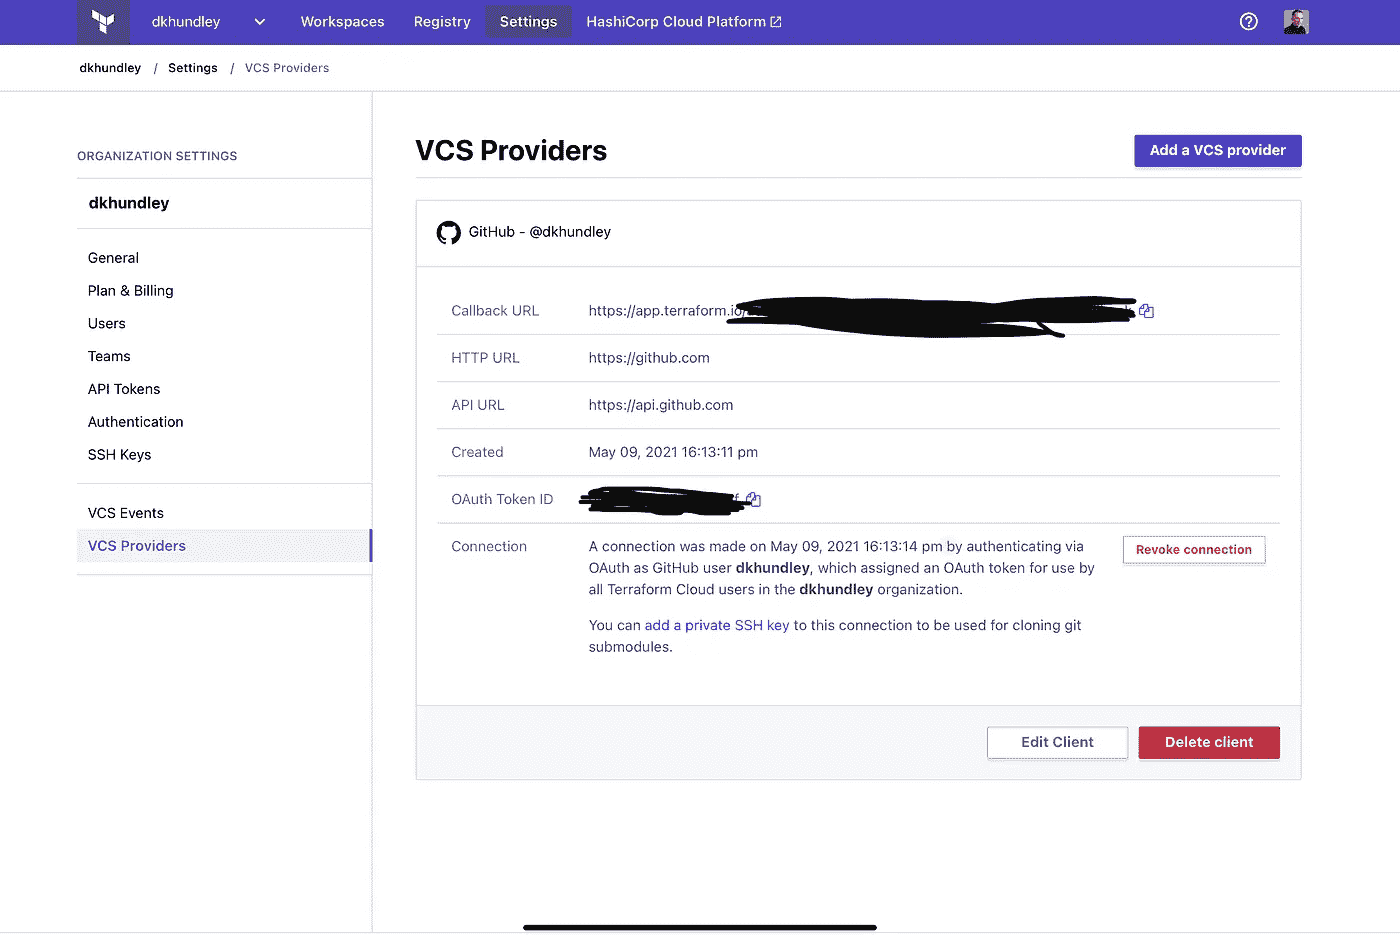 dkhundley Workspaces Registry Settings HashiCorp Cloud Platform
dkhundley / Settings / VCS Providers
ORGANIZATION SETTINGS
dkhundley
General
Plan & Billing
Users
Teams
API Tokens
Authentication
SSH Keys
VCS Events
VCS Providers
VCS Providers
Add a VCS provider
GitHub - @dkhundley
Callback URL https://app.terraform.io/
HTTP URL https://github.com
API URL https://api.github.com
Created May 09, 2021 16:13:11 pm
OAuth Token ID
Connection A connection was made on May 09, 2021 16:13:14 pm by authenticating via
OAuth as GitHub user dkhundley, which assigned an OAuth token for use by
all Terraform Cloud users in the dkhundley organization.
Revoke connection
You can add a private SSH key to this connection to be used for cloning git
submodules.
Edit Client Delete client